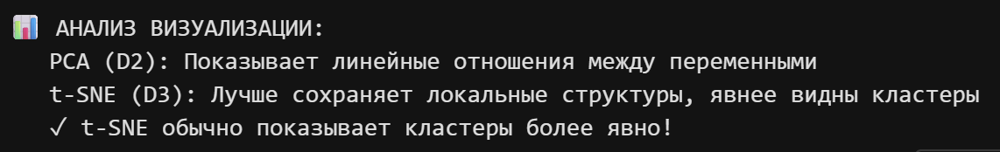 📊 АНАЛИЗ ВИЗУАЛИЗАЦИИ:
PCA (D2): Показывает линейные отношения между переменными
t-SNE (D3): Лучше сохраняет локальные структуры, явнее видны кластеры
✓ t-SNE обычно показывает кластеры более явно!